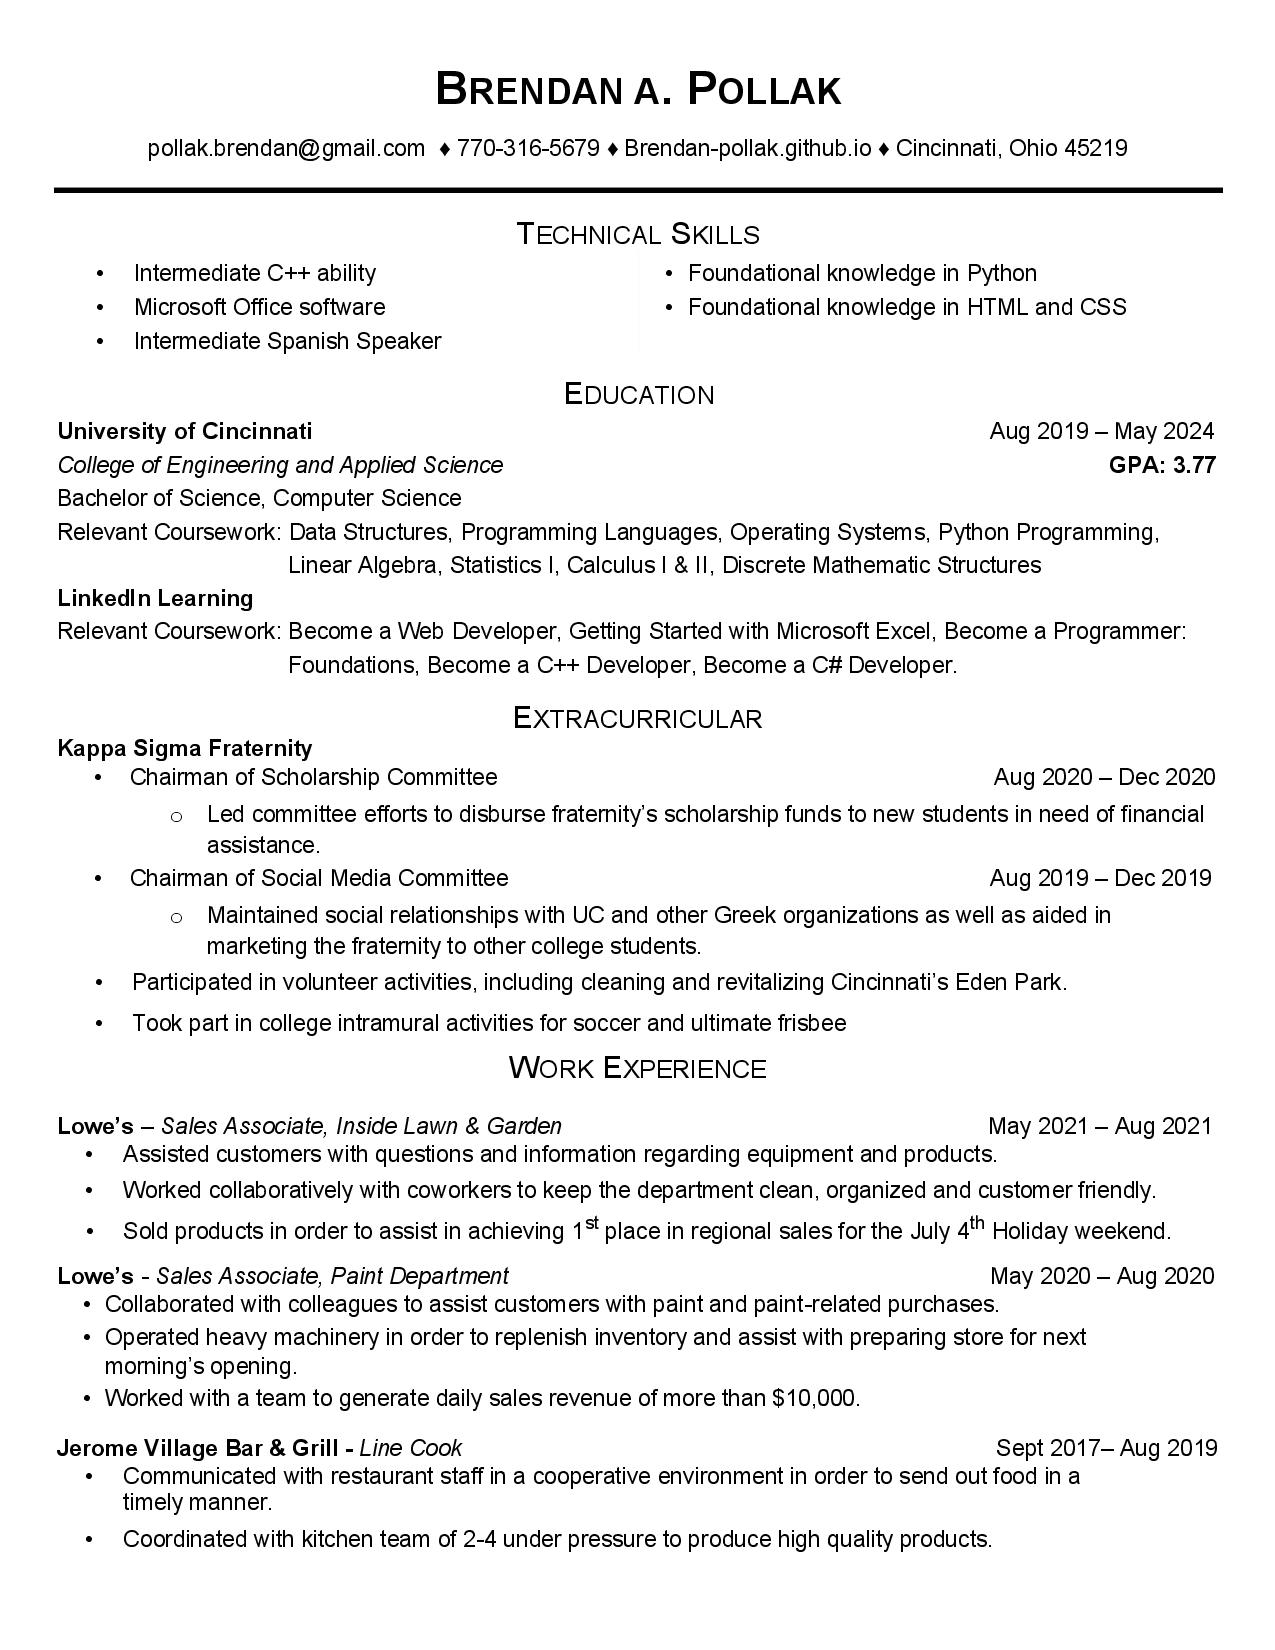 BRENDAN A. POLLAK
pollak.brendan@gmail.com ♦ 770-316-5679 ♦ Brendan-pollak.github.io ♦ Cincinnati, Ohio 45219
TECHNICAL SKILLS
• Intermediate C++ ability
• Microsoft Office software
• Intermediate Spanish Speaker
• Foundational knowledge in Python
• Foundational knowledge in HTML and CSS
EDUCATION
University of Cincinnati Aug 2019 – May 2024
College of Engineering and Applied Science GPA: 3.77
Bachelor of Science, Computer Science
Relevant Coursework: Data Structures, Programming Languages, Operating Systems, Python Programming,
Linear Algebra, Statistics I, Calculus I & II, Discrete Mathematic Structures
LinkedIn Learning
Relevant Coursework: Become a Web Developer, Getting Started with Microsoft Excel, Become a Programmer:
Foundations, Become a C++ Developer, Become a C# Developer.
EXTRACURRICULAR
Kappa Sigma Fraternity
• Chairman of Scholarship Committee Aug 2020 – Dec 2020
o Led committee efforts to disburse fraternity’s scholarship funds to new students in need of financial
assistance.
• Chairman of Social Media Committee Aug 2019 – Dec 2019
o Maintained social relationships with UC and other Greek organizations as well as aided in
marketing the fraternity to other college students.
• Participated in volunteer activities, including cleaning and revitalizing Cincinnati’s Eden Park.
• Took part in college intramural activities for soccer and ultimate frisbee
WORK EXPERIENCE
Lowe’s – Sales Associate, Inside Lawn & Garden May 2021 – Aug 2021
• Assisted customers with questions and information regarding equipment and products.
• Worked collaboratively with coworkers to keep the department clean, organized and customer friendly.
• Sold products in order to assist in achieving 1st place in regional sales for the July 4th Holiday weekend.
Lowe’s - Sales Associate, Paint Department May 2020 – Aug 2020
• Collaborated with colleagues to assist customers with paint and paint-related purchases.
• Operated heavy machinery in order to replenish inventory and assist with preparing store for next
morning’s opening.
• Worked with a team to generate daily sales revenue of more than $10,000.
Jerome Village Bar & Grill - Line Cook Sept 2017– Aug 2019
• Communicated with restaurant staff in a cooperative environment in order to send out food in a
timely manner.
• Coordinated with kitchen team of 2-4 under pressure to produce high quality products.